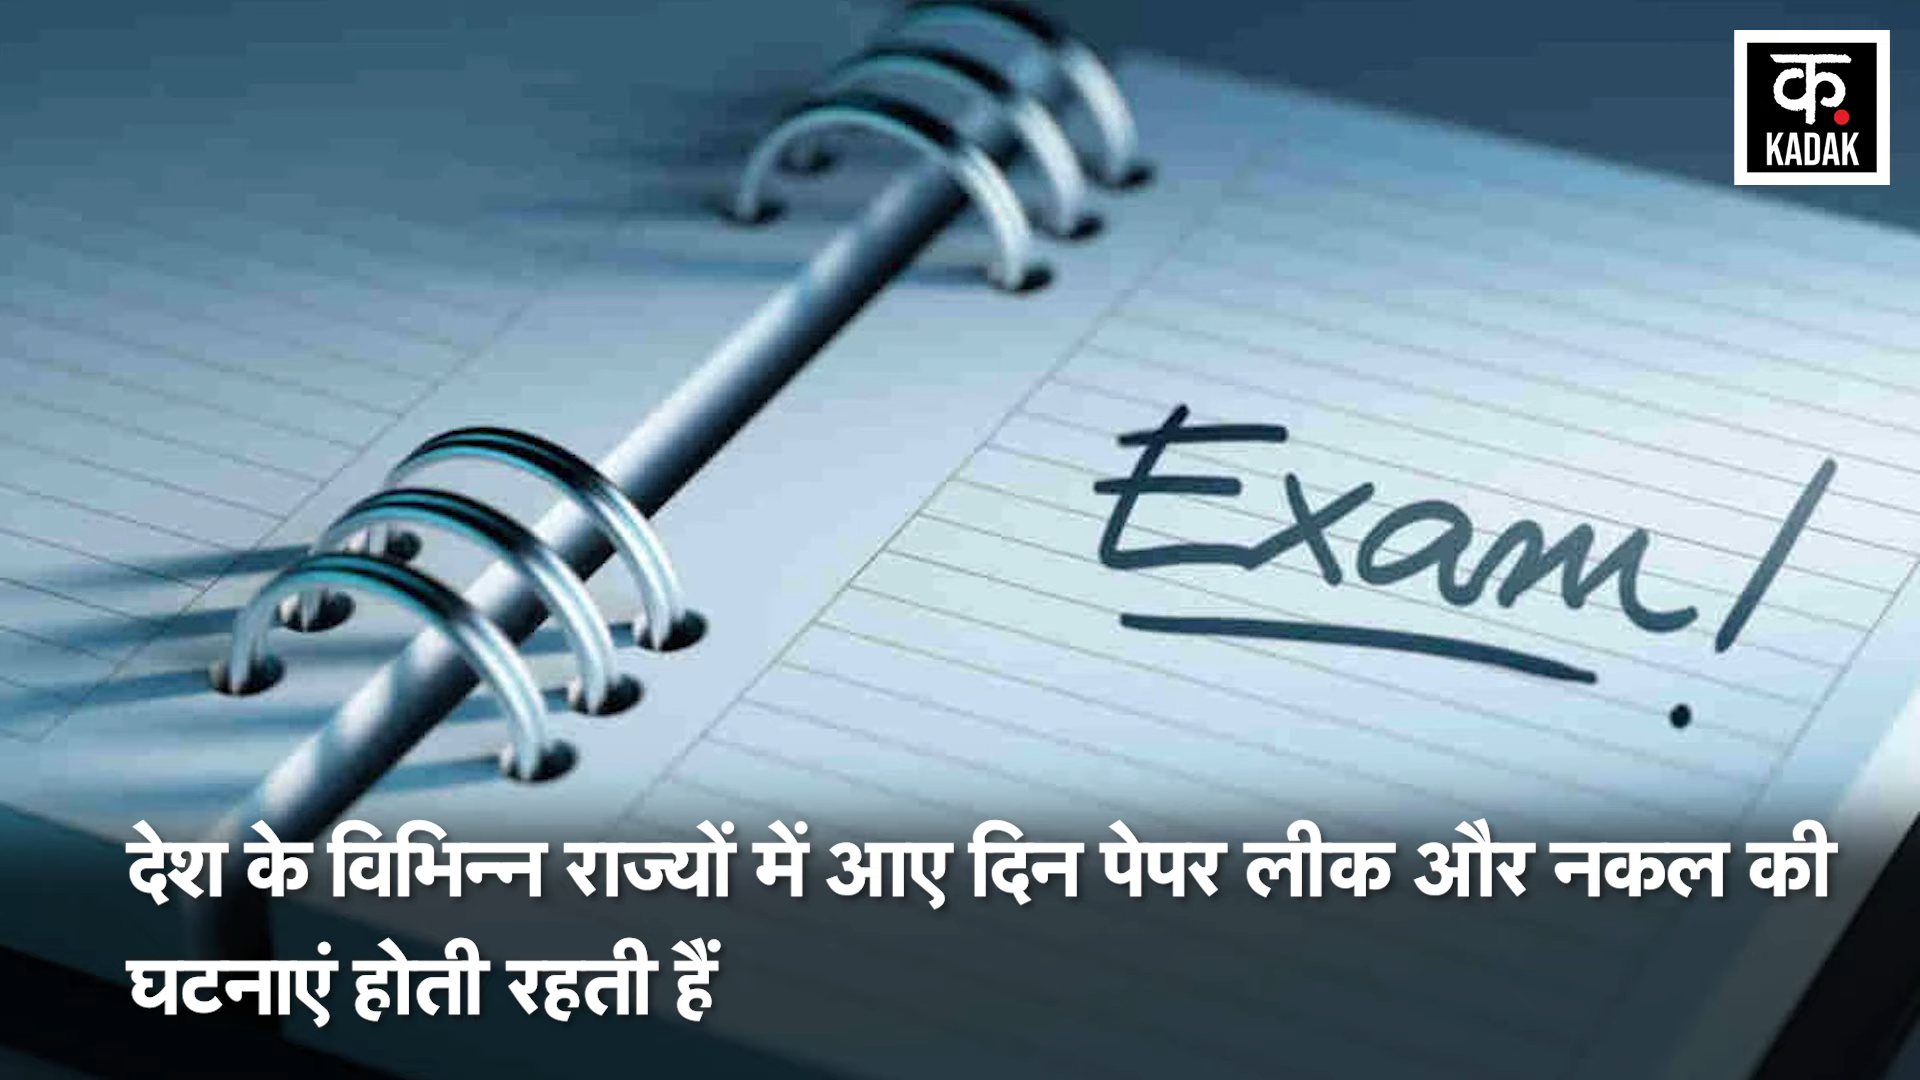 क.
KADAK
Exam!
देश के विभिन्न राज्यों में आए दिन पेपर लीक और नकल की
घटनाएं होती रहती हैं